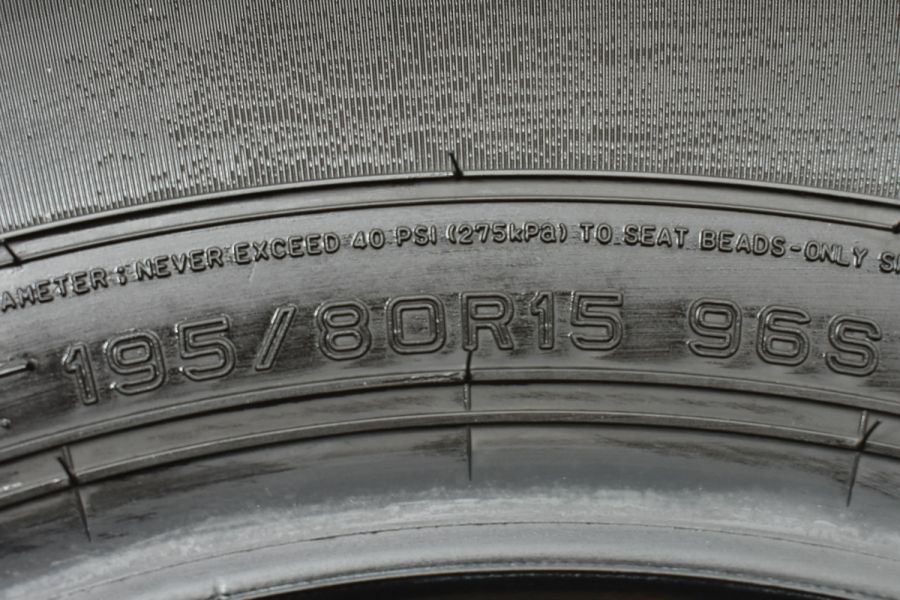 AMETER ; NEVER EXCEED 40 PSI (275kPa) TO SEAT BEADS-ONLY
195/80R15 96S